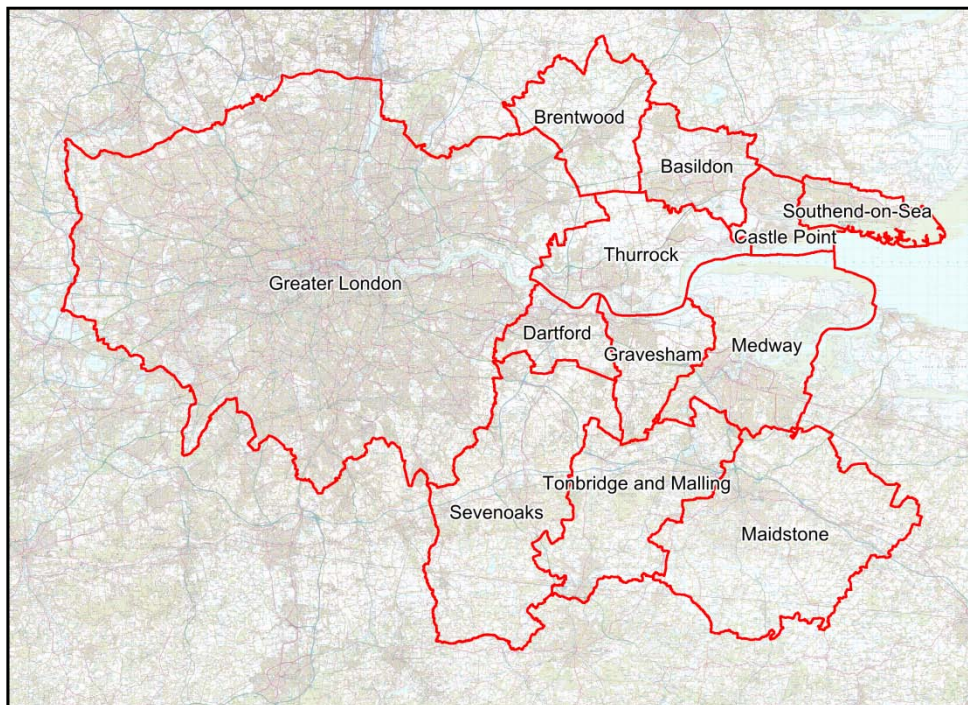 Brentwood
Basildon
Southend-on-Sea
Castle Point
Thurrock
Greater London
Dartford
Gravesham
Medway
Tonbridge and Malling
Sevenoaks
Maidstone